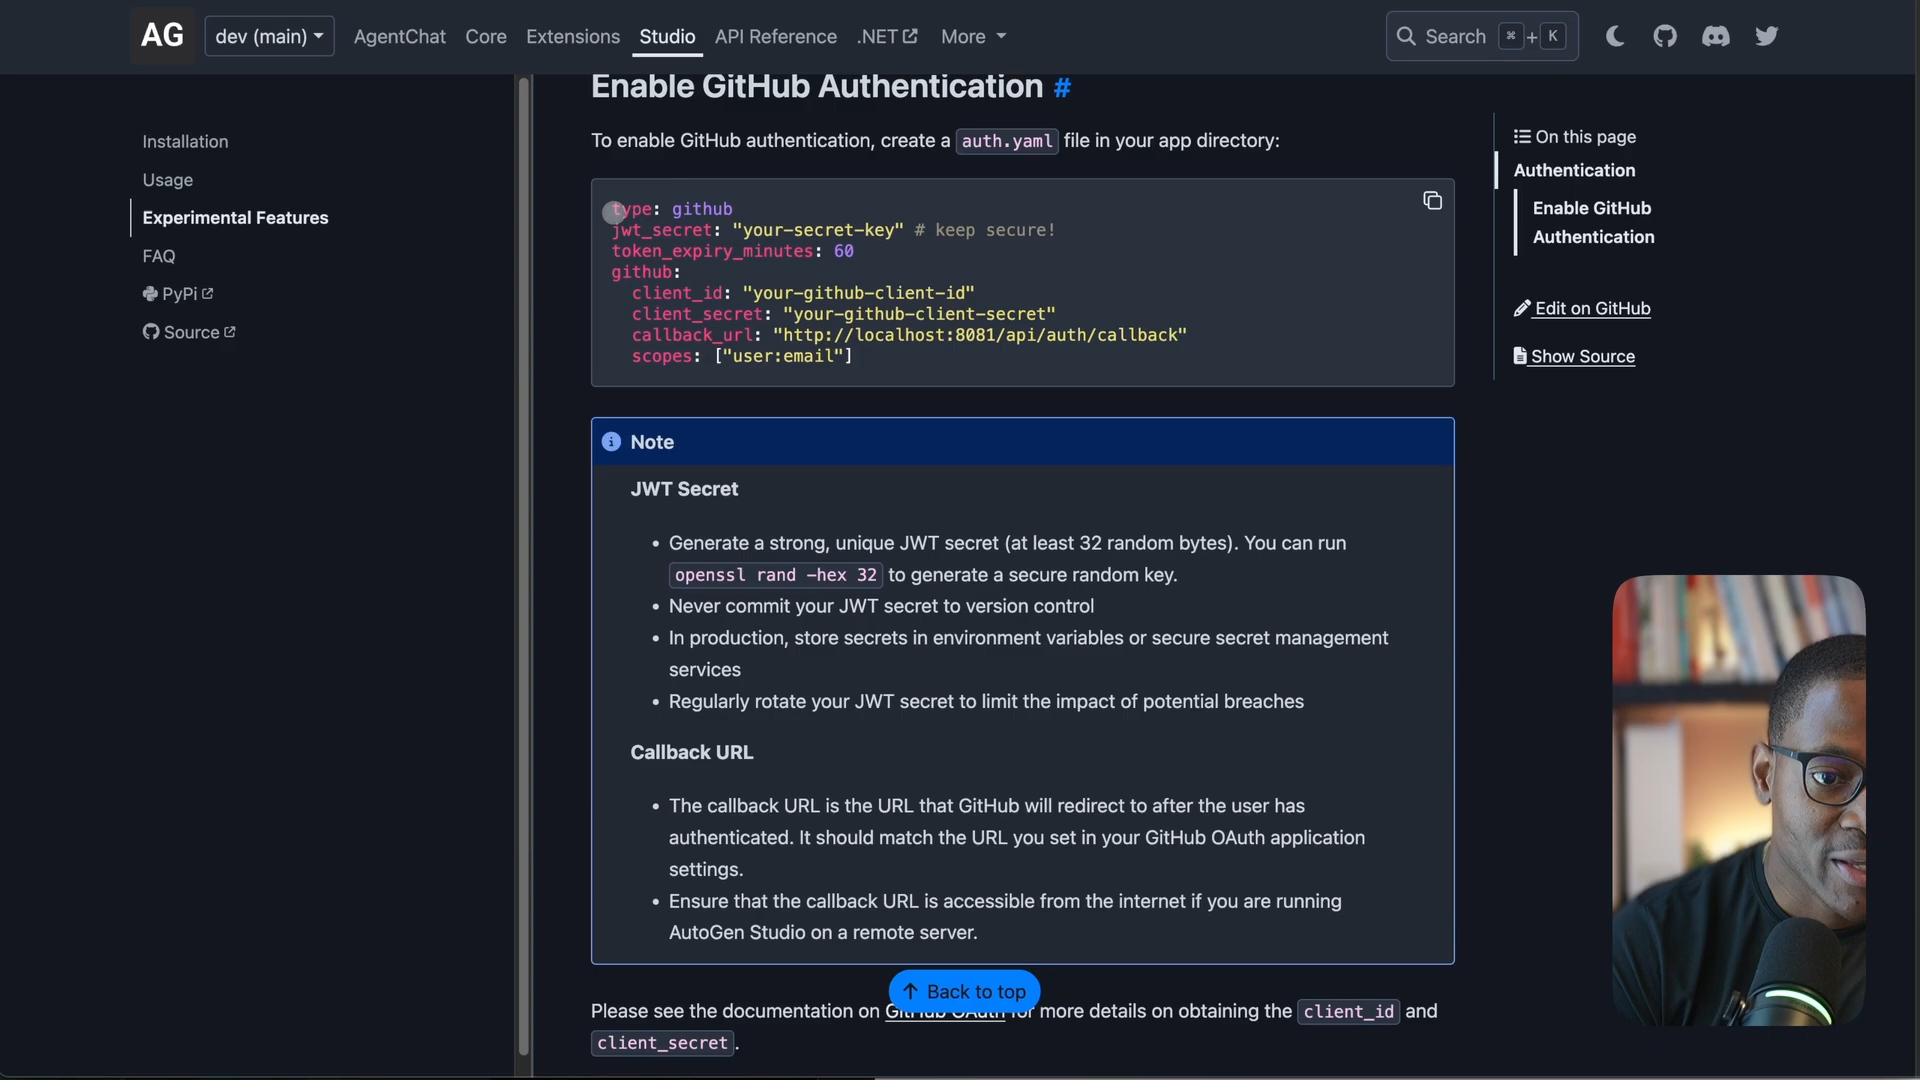 AG dev (main) AgentChat Core Extensions Studio API Reference .NET More Search ⌘ + K
Enable GitHub Authentication #
Installation
Usage
Experimental Features
FAQ
PyPi
Source
To enable GitHub authentication, create a auth.yaml file in your app directory:
type: github
jwt_secret: "your-secret-key" # keep secure!
token_expiry_minutes: 60
github:
client_id: "your-github-client-id"
client_secret: "your-github-client-secret"
callback_url: "http://localhost:8081/api/auth/callback"
scopes: ["user:email"]
Note
JWT Secret
• Generate a strong, unique JWT secret (at least 32 random bytes). You can run
openssl rand -hex 32 to generate a secure random key.
• Never commit your JWT secret to version control
• In production, store secrets in environment variables or secure secret management
services
• Regularly rotate your JWT secret to limit the impact of potential breaches
Callback URL
• The callback URL is the URL that GitHub will redirect to after the user has
authenticated. It should match the URL you set in your GitHub OAuth application
settings.
• Ensure that the callback URL is accessible from the internet if you are running
AutoGen Studio on a remote server.
Back to top
Please see the documentation on GitHub OAuth for more details on obtaining the client_id and
client_secret.
On this page
Authentication
Enable GitHub
Authentication
Edit on GitHub
Show Source